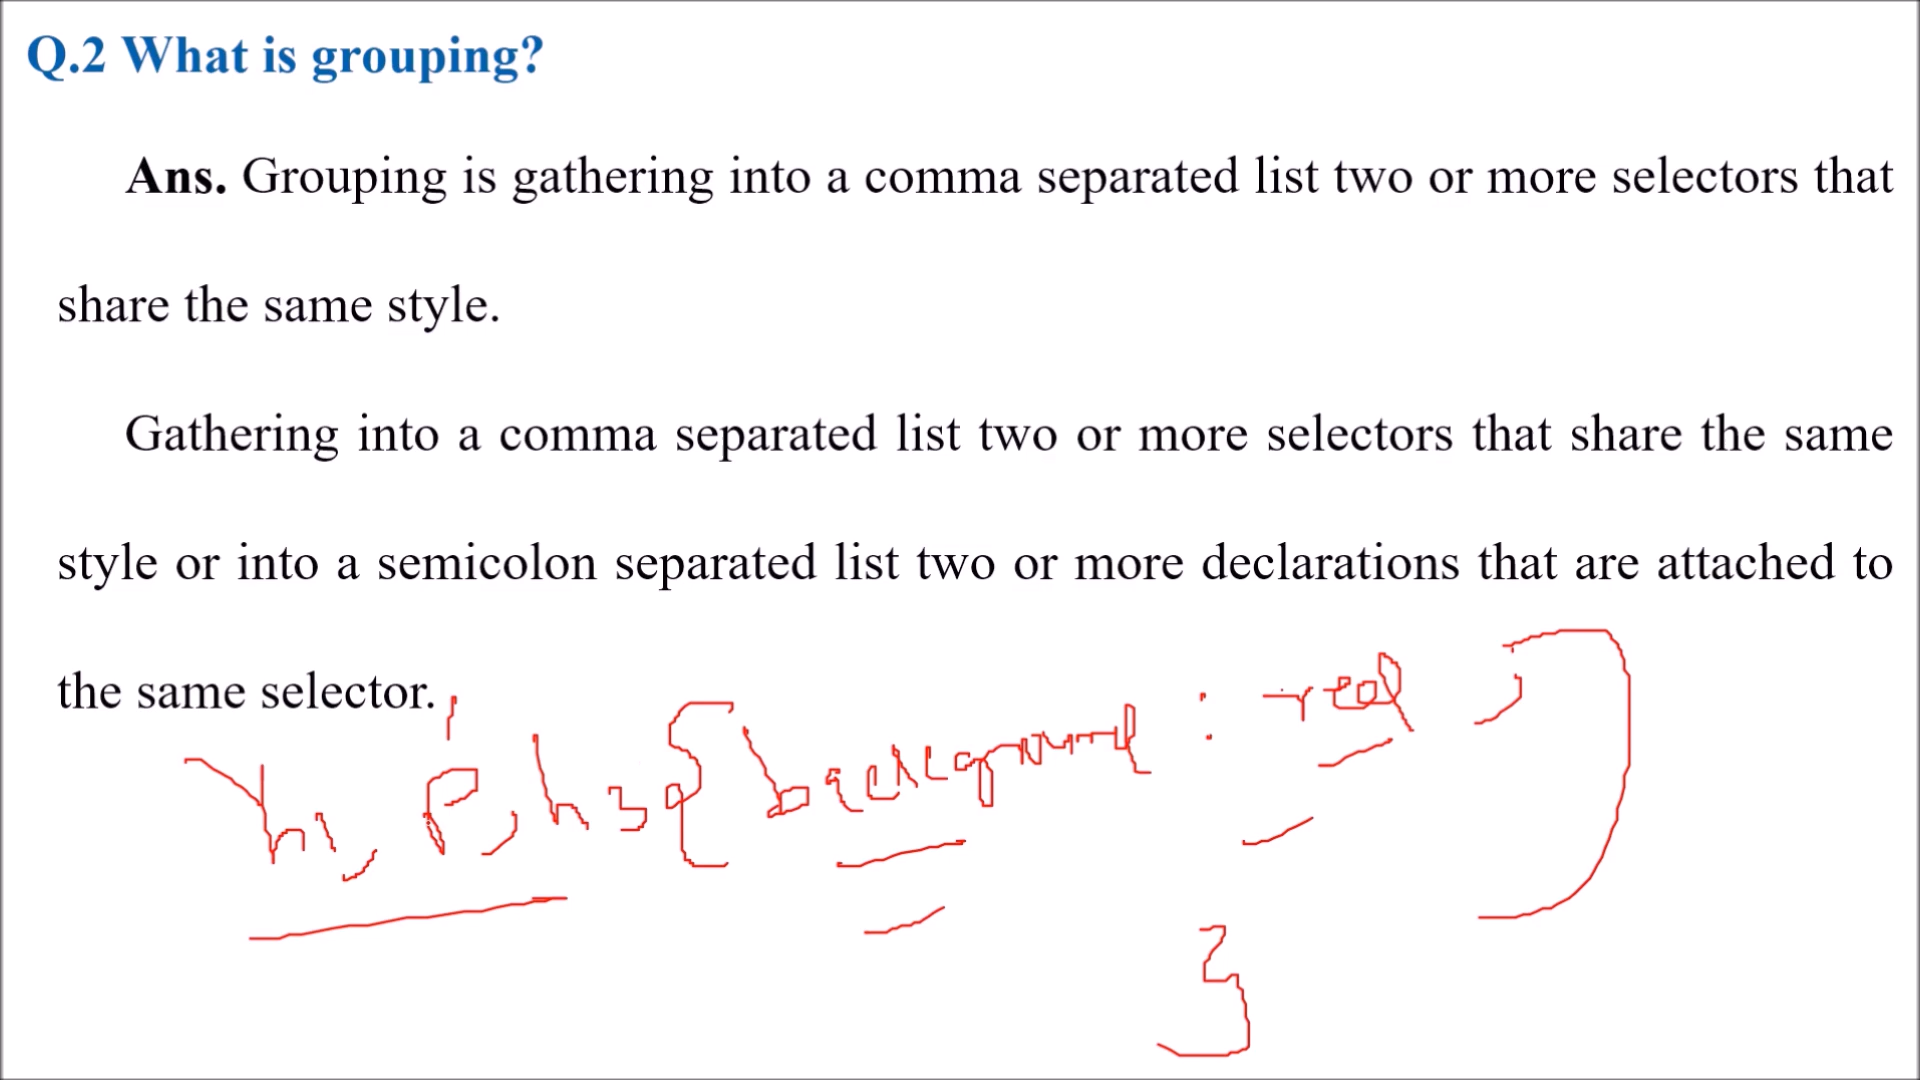 Q.2 What is grouping?
Ans. Grouping is gathering into a comma separated list two or more selectors that
share the same style.
Gathering into a comma separated list two or more selectors that share the same
style or into a semicolon separated list two or more declarations that are attached to
the same selector.
h1, P, h3 { background : red ;
}